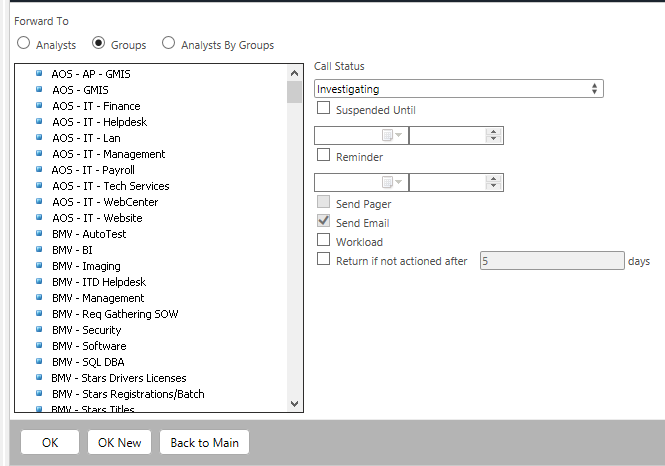 Forward To
Analysts
Groups
Analysts By Groups
AOS - AP - GMIS
AOS - GMIS
AOS - IT - Finance
AOS - IT - Helpdesk
AOS - IT - Lan
AOS - IT - Management
AOS - IT - Payroll
AOS - IT - Tech Services
AOS - IT - WebCenter
AOS - IT - Website
BMV - AutoTest
BMV - BI
BMV - Imaging
BMV - ITD Helpdesk
BMV - Management
BMV - Req Gathering SOW
BMV - Security
BMV - Software
BMV - SQL DBA
BMV - Stars Drivers Licenses
BMV - Stars Registrations/Batch
BMV - Stars Titles
Call Status
Investigating
Suspended Until
Reminder
Send Pager
Send Email
Workload
Return if not actioned after 5 days
OK
OK New
Back to Main